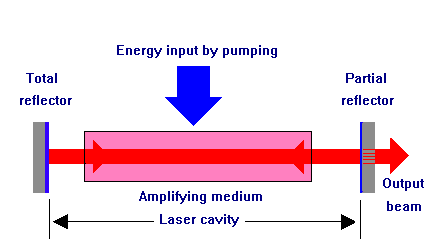 Energy input by pumping
Total
reflector
Partial
reflector
Amplifying medium
Output
beam
Laser cavity